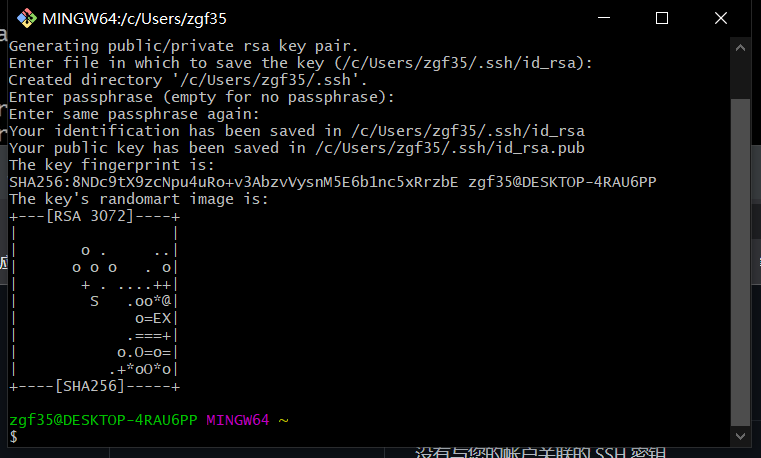 MINGW64:/c/Users/zgf35
Generating public/private rsa key pair.
Enter file in which to save the key (/c/Users/zgf35/.ssh/id_rsa):
Created directory '/c/Users/zgf35/.ssh'.
Enter passphrase (empty for no passphrase):
Enter same passphrase again:
Your identification has been saved in /c/Users/zgf35/.ssh/id_rsa
Your public key has been saved in /c/Users/zgf35/.ssh/id_rsa.pub
The key fingerprint is:
SHA256:8NDc9tX9zcNpu4uRo+v3AbzvVysnM5E6b1nc5xRrzbE zgf35@DESKTOP-4RAU6PP
The key's randomart image is:
+---[RSA 3072]----+
|                 |
|       o .     ..|
|      o o o   . o|
|       + . ....++|
|        S   .oo*@|
|             o=EX|
|            .===+|
|           o.O=o=|
|          .+*oO*o|
+----[SHA256]-----+
zgf35@DESKTOP-4RAU6PP MINGW64 ~
$
没有与您的帐户关联的 SSH 密钥